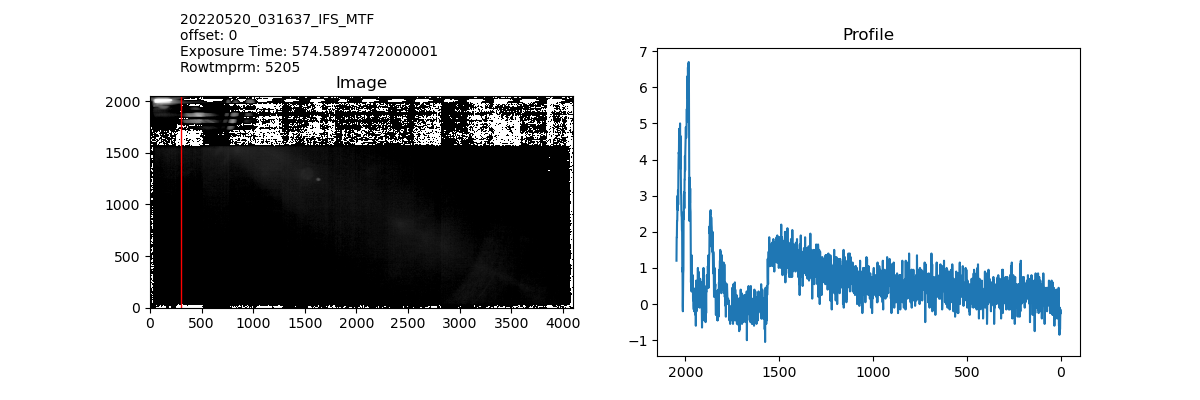 20220520_031637_IFS_MTF
offset: 0
Exposure Time: 574.5897472000001
Rowtmprm: 5205
Image
2000
1500
1000
500
0
0 500 1000 1500 2000 2500 3000 3500 4000
Profile
7
6
5
4
3
2
1
0
−1
2000 1500 1000 500 0